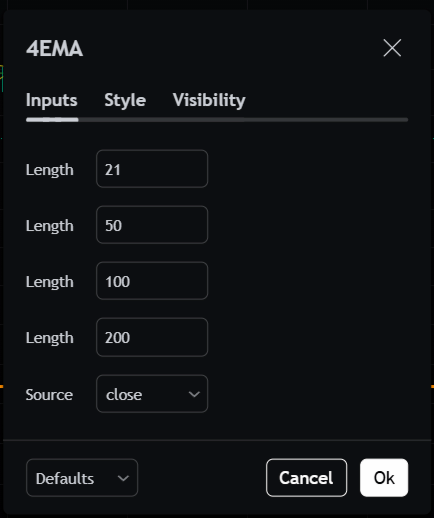 4EMA
Inputs Style Visibility
Length 21
Length 50
Length 100
Length 200
Source close
Defaults Cancel Ok